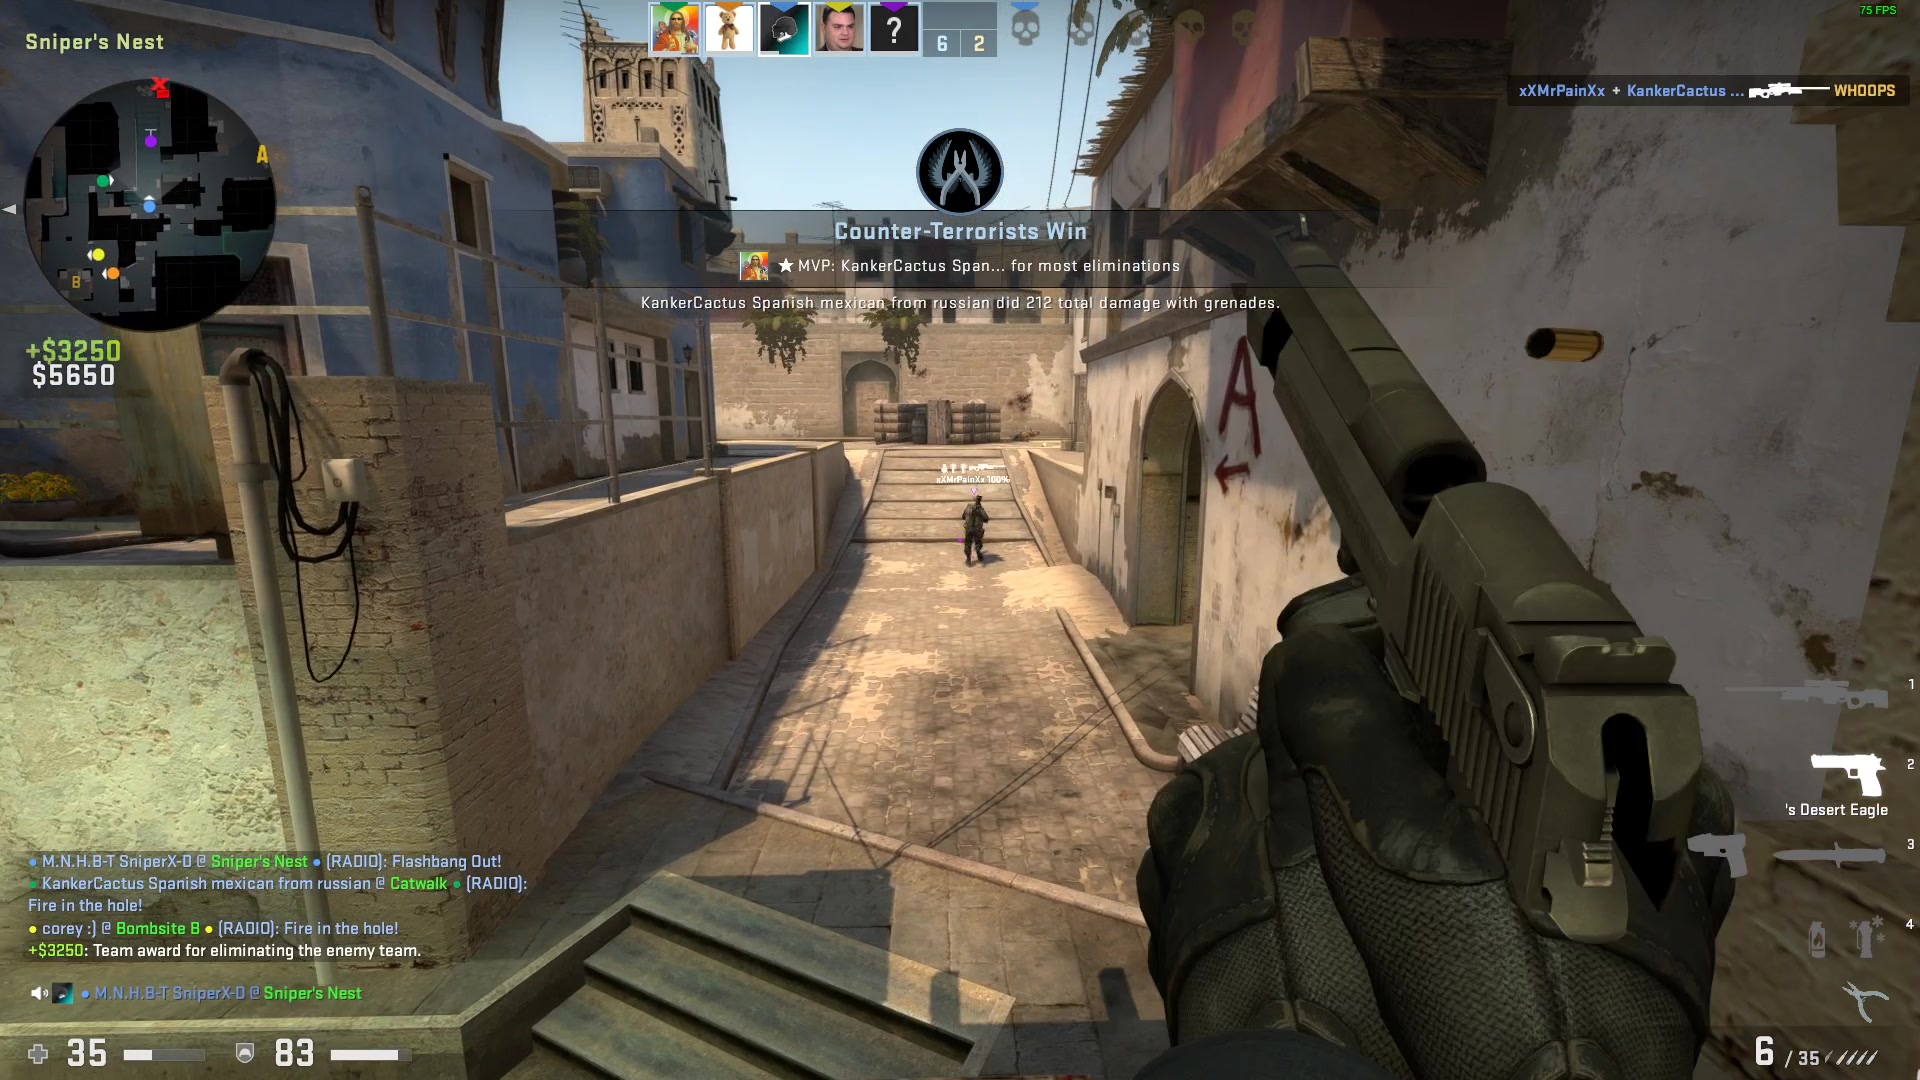 75 FPS
Sniper's Nest
?
6 2
xXMrPainXx + KankerCactus ... WHOOPS
A
B
Counter-Terrorists Win
★ MVP: KankerCactus Span... for most eliminations
KankerCactus Spanish mexican from russian did 212 total damage with grenades.
+$3250
$5650
A
xXMrPainXx 100%
1
2
's Desert Eagle
3
4
● M.N.H.B-T SniperX-D @ Sniper's Nest ● (RADIO): Flashbang Out!
● KankerCactus Spanish mexican from russian @ Catwalk ● (RADIO):
Fire in the hole!
● corey :) @ Bombsite B ● (RADIO): Fire in the hole!
+$3250: Team award for eliminating the enemy team.
● M.N.H.B-T SniperX-D @ Sniper's Nest
35 83
6 / 35